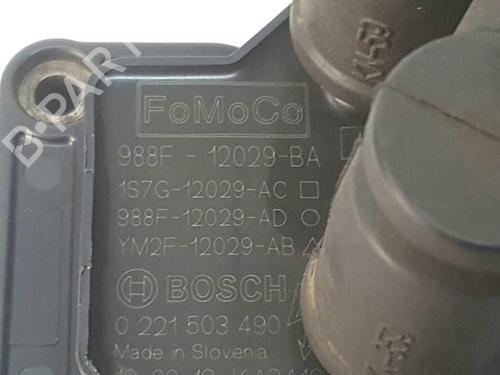 FoMoCo
988F - 12029-BA
1S7G-12029-AC
988F-12029-AD
YM2F-12029-AB
BOSCH
0 221 503 490
Made in Slovenia
B-PART